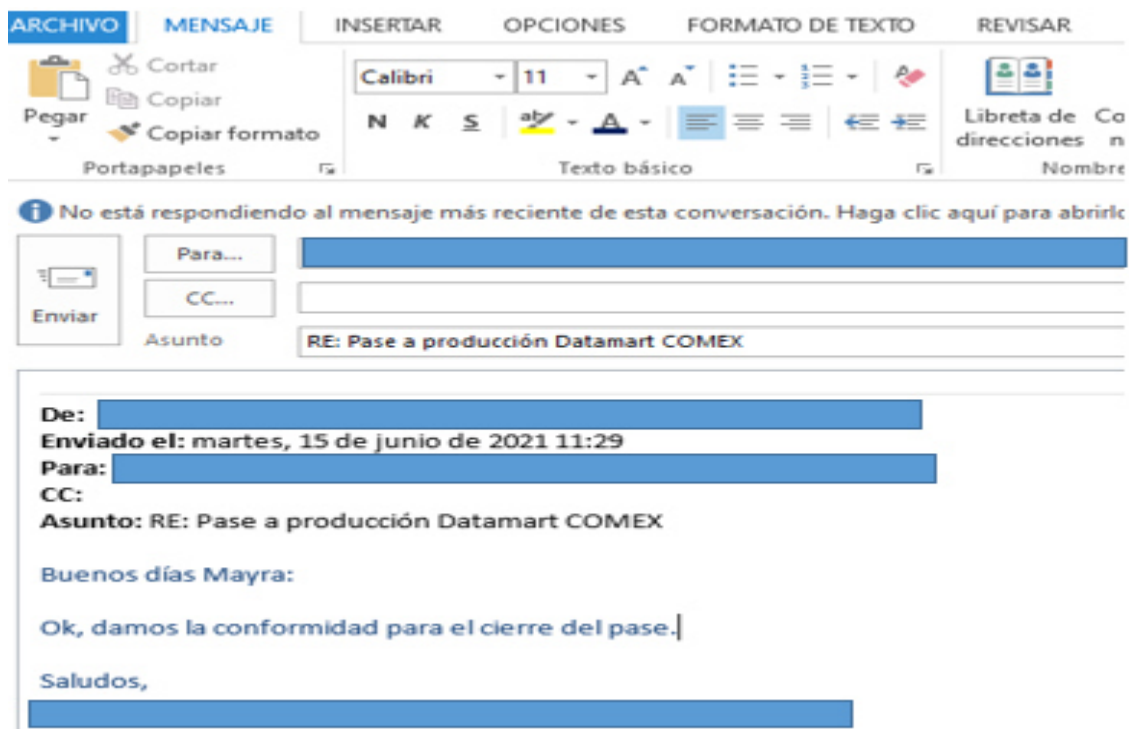 ARCHIVO MENSAJE INSERTAR OPCIONES FORMATO DE TEXTO REVISAR
Cortar
Copiar
Copiar formato
Pegar
Portapapeles
Calibri 11
N K S
Texto básico
Libreta de
direcciones
Nombre
No está respondiendo al mensaje más reciente de esta conversación. Haga clic aquí para
Enviar
Para...
CC...
Asunto RE: Pase a producción Datamart COMEX
De:
Enviado el: martes, 15 de junio de 2021 11:29
Para:
CC:
Asunto: RE: Pase a producción Datamart COMEX
Buenos días Mayra:
Ok, damos la conformidad para el cierre del pase.
Saludos,